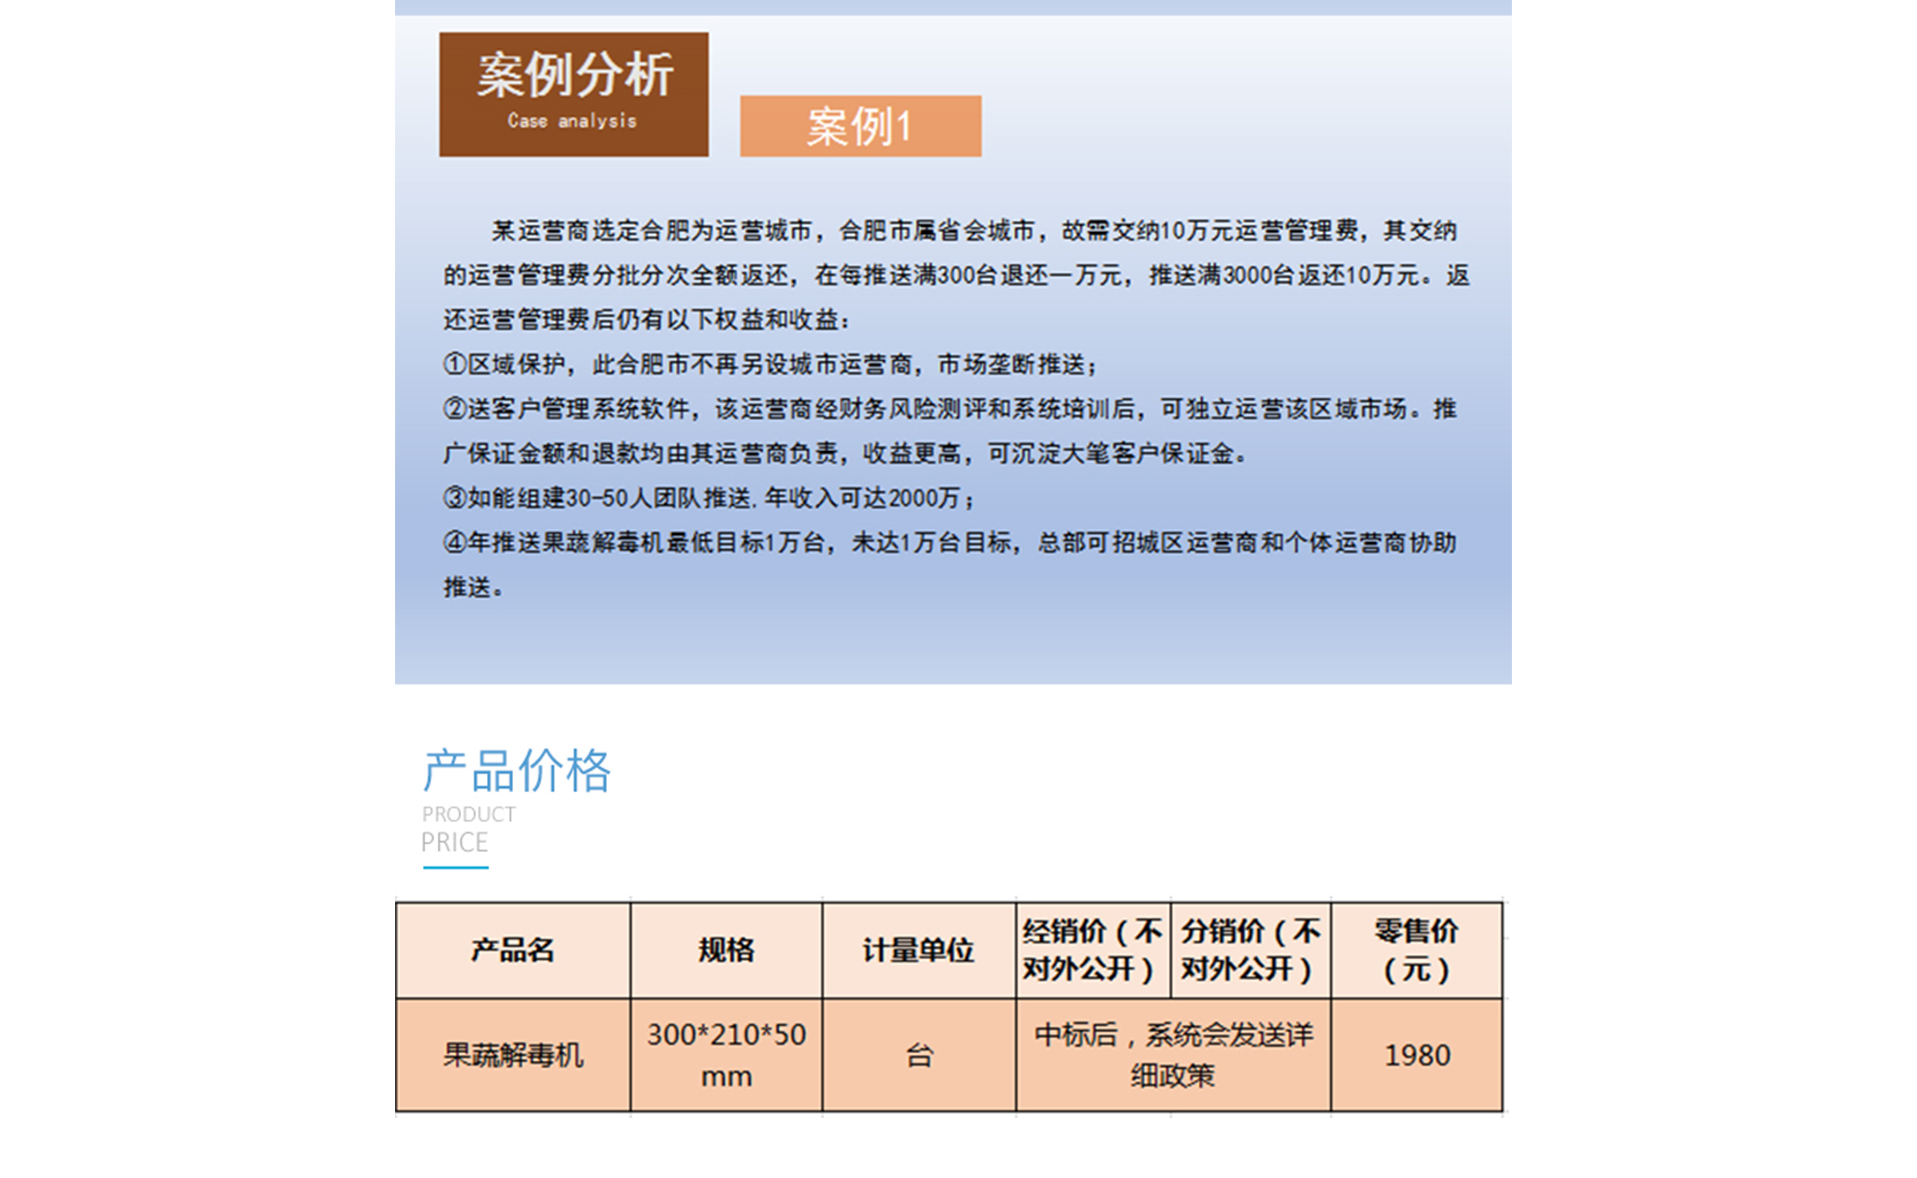 案例分析
Case analysis
案例1
某运营商选定合肥为运营城市，合肥市属省会城市，故需交纳10万元运营管理费，其交纳
的运营管理费分批分次全额返还，在每推送满300台退还一万元，推送满3000台返还10万元。返
还运营管理费后仍有以下权益和收益：
①区域保护，此合肥市不再另设城市运营商，市场垄断推送；
②送客户管理系统软件，该运营商经财务风险测评和系统培训后，可独立运营该区域市场。推
广保证金额和退款均由其运营商负责，收益更高，可沉淀大笔客户保证金。
③如能组建30-50人团队推送.年收入可达2000万；
④年推送果蔬解毒机最低目标1万台，未达1万台目标，总部可招城区运营商和个体运营商协助
推送。
产品价格
PRODUCT
PRICE
产品名 规格 计量单位 经销价（不对外公开） 分销价（不对外公开） 零售价（元）
果蔬解毒机 300*210*50mm 台 中标后，系统会发送详细政策 1980